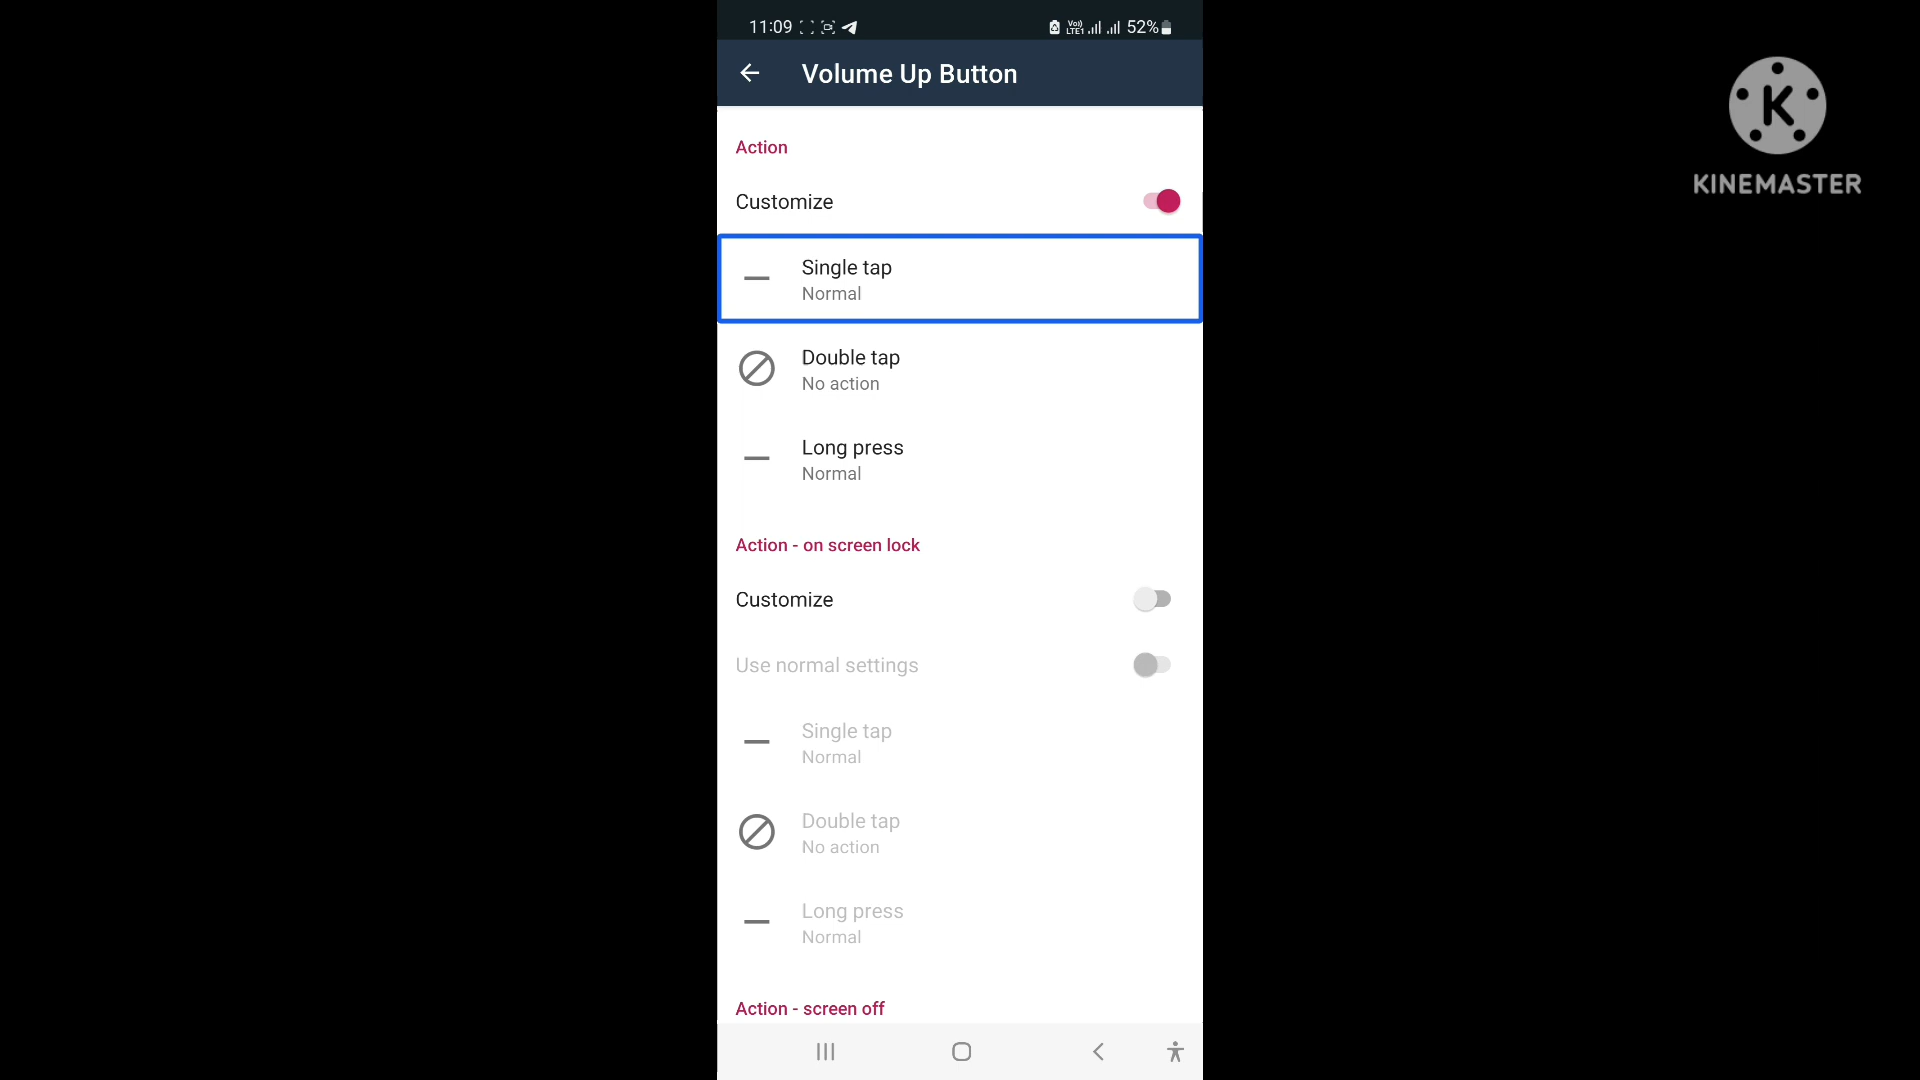 11:09
Vo)) LTE1
52%
KINEMASTER
Volume Up Button
Action
Customize
Single tap
Normal
Double tap
No action
Long press
Normal
Action - on screen lock
Customize
Use normal settings
Single tap
Normal
Double tap
No action
Long press
Normal
Action - screen off